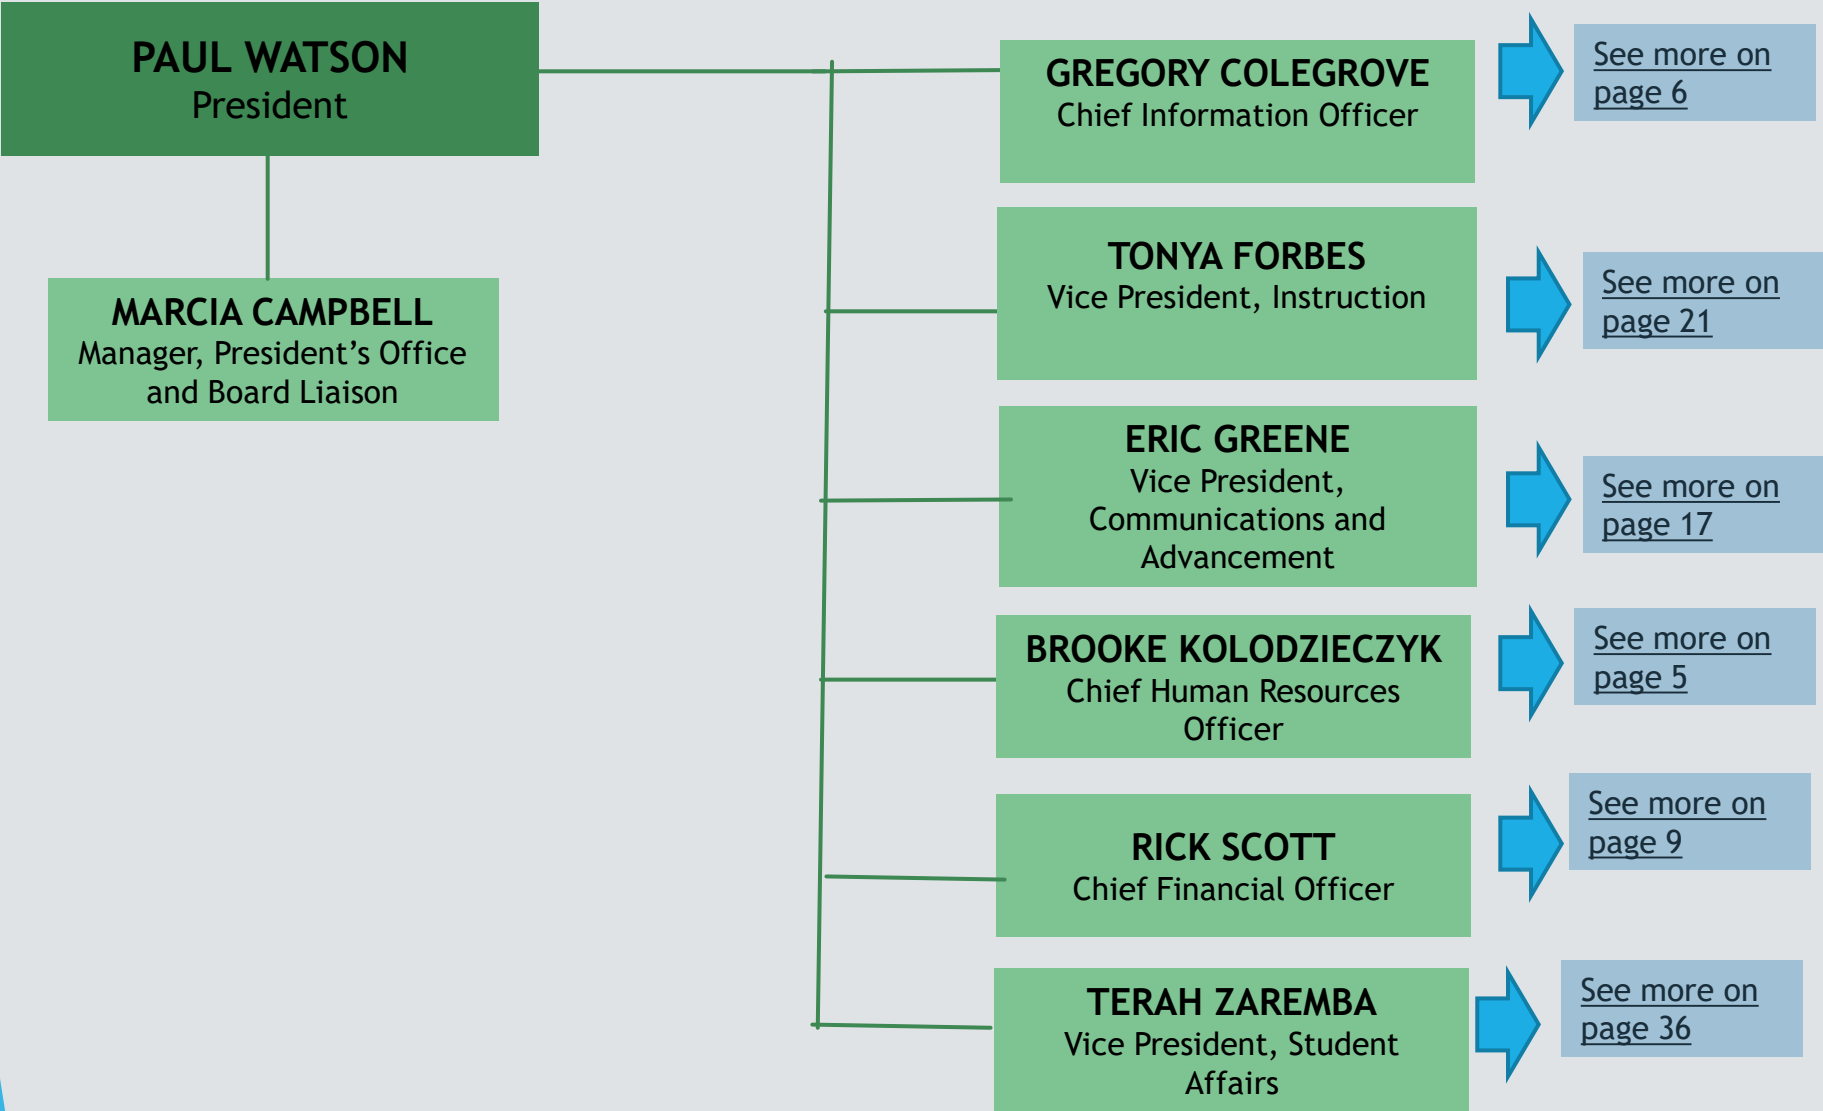 PAUL WATSON
President
MARCIA CAMPBELL
Manager, President’s Office
and Board Liaison
GREGORY COLEGROVE
Chief Information Officer
See more on
page 6
TONYA FORBES
Vice President, Instruction
See more on
page 21
ERIC GREENE
Vice President,
Communications and
Advancement
See more on
page 17
BROOKE KOLODZIECZYK
Chief Human Resources
Officer
See more on
page 5
RICK SCOTT
Chief Financial Officer
See more on
page 9
TERAH ZAREMBA
Vice President, Student
Affairs
See more on
page 36